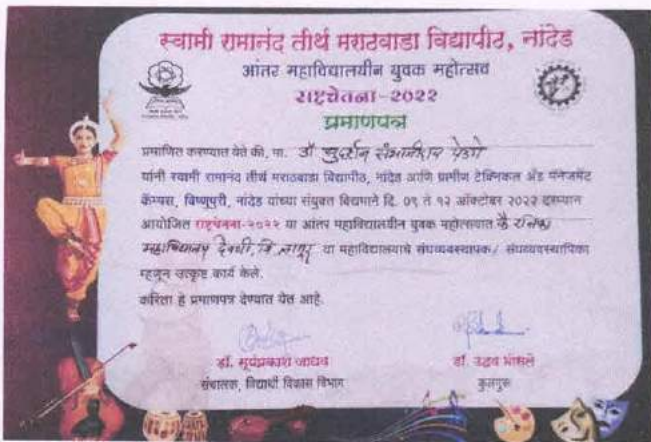 स्वामी रामानंद तीर्थ मराठवाडा विद्यापीठ, नांदेड
आंतर महाविद्यालयीन युवक महोत्सव
राष्ट्रचेतना-२०२२
प्रमाणपत्र
प्रमाणित करण्यात येते की, मा. डॉ
यांनी स्वामी रामानंद तीर्थ मराठवाडा विद्यापीठ, नांदेड आणि ग्रामीण टेक्निकल अँड मॅनेजमेंट
कॅम्पस, विष्णुपुरी, नांदेड यांच्या संयुक्त विद्यमाने दि. ०९ ते १२ ऑक्टोबर २०२२ दरम्यान
आयोजित राष्ट्रचेतना-२०२२ या आंतर महाविद्यालयीन युवक महोत्सवात कै
महाविद्यालय या महाविद्यालयाचे संघव्यवस्थापक/ संघव्यवस्थापिका
म्हणून उत्कृष्ट कार्य केले.
करिता हे प्रमाणपत्र देण्यात येत आहे.
डॉ. सूर्यप्रकाश जाधव
संचालक, विद्यार्थी विकास विभाग
डॉ. उद्धव भोसले
कुलगुरू